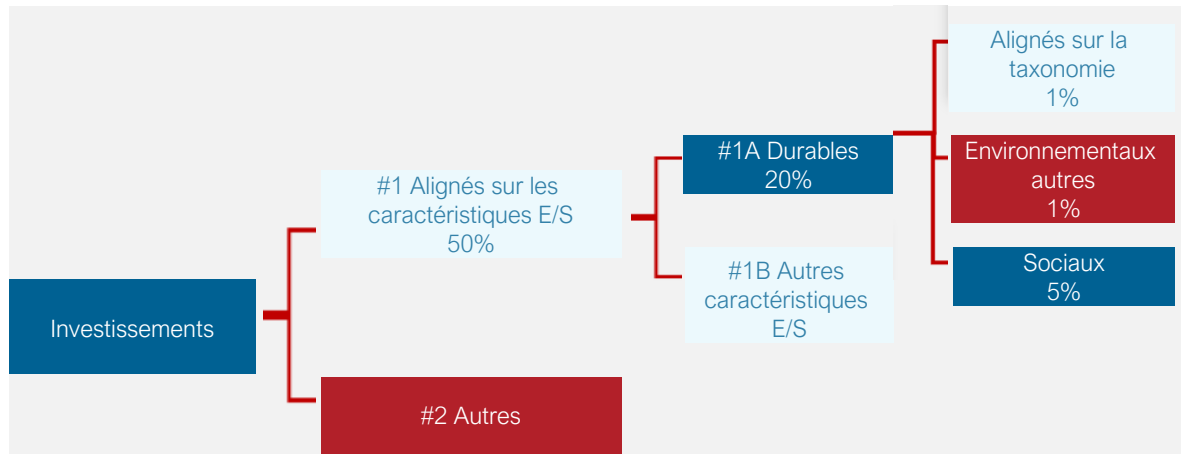 Alignés sur la
taxonomie
1%
#1A Durables
20%
Environnementaux
autres
1%
#1 Alignés sur les
caractéristiques E/S
50%
#1B Autres
caractéristiques
E/S
Sociaux
5%
Investissements
#2 Autres